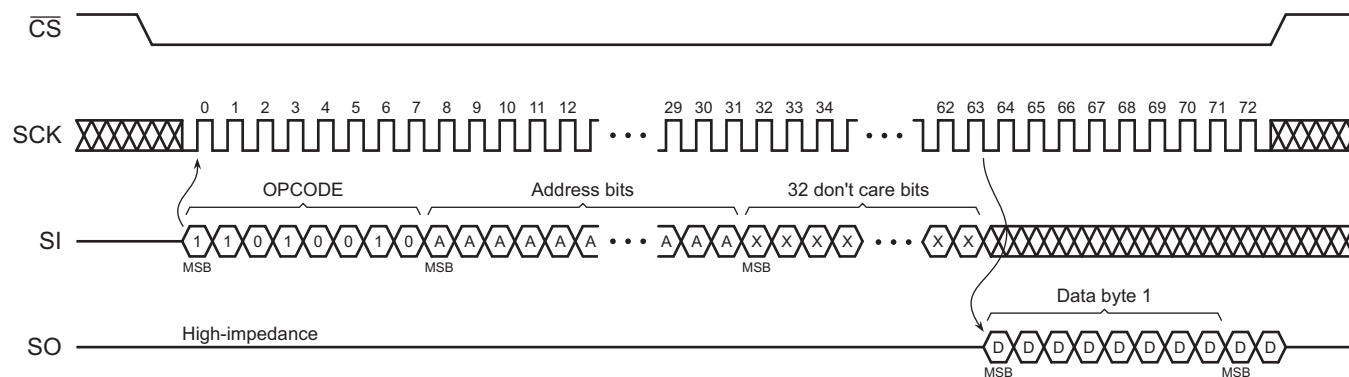 CS
0 1 2 3 4 5 6 7 8 9 10 11 12 29 30 31 32 33 34 62 63 64 65 66 67 68 69 70 71 72
SCK
OPCODE Address bits 32 don't care bits
SI 1 1 0 1 0 0 1 0 A A A A A A A A A X X X X X X
MSB MSB MSB
Data byte 1
High-impedance
SO D D D D D D D D D D
MSB MSB